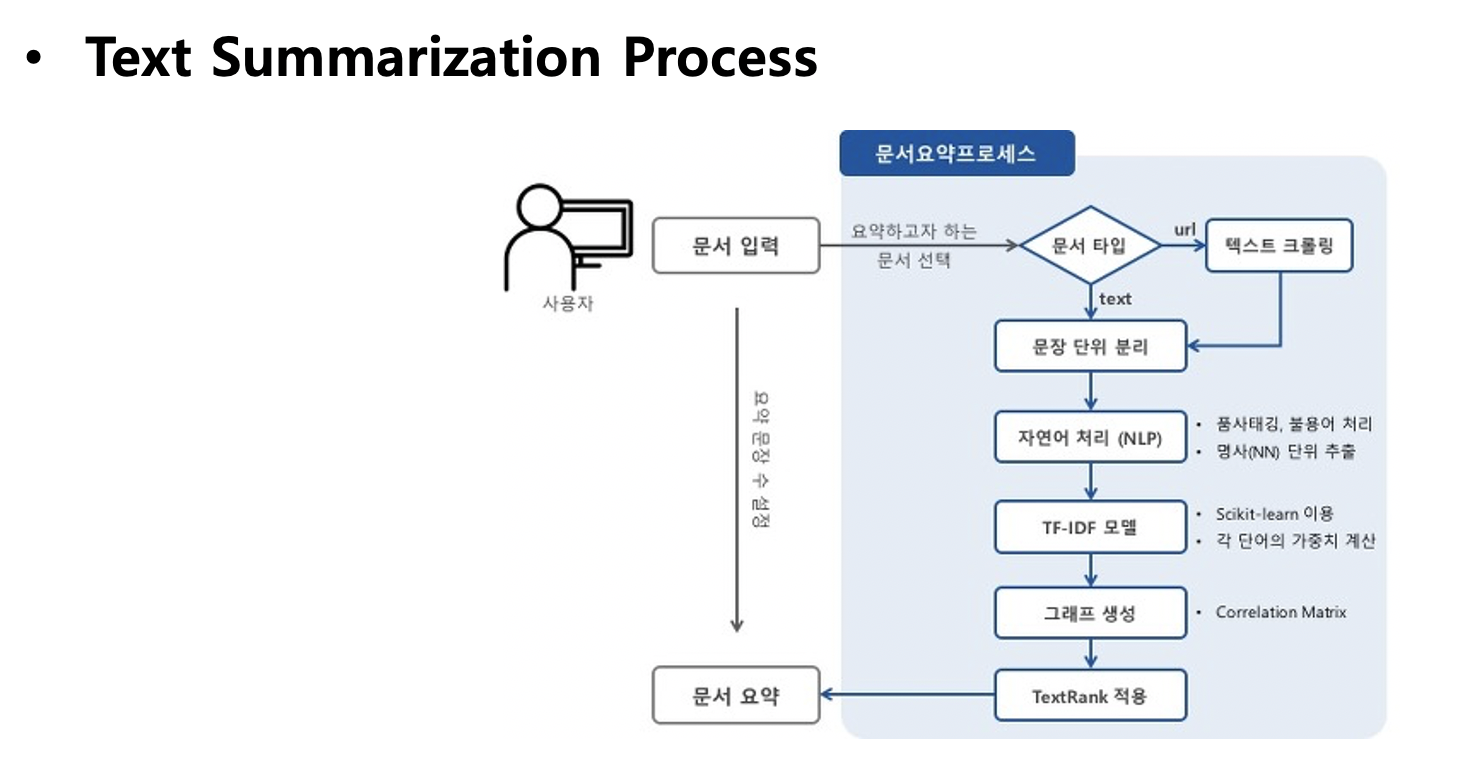 • Text Summarization Process
문서요약프로세스
사용자
문서 입력
요약하고자 하는
문서 선택
문서 타입
url
텍스트 크롤링
text
문장 단위 분리
요약 문장 수 설정
자연어 처리 (NLP)
• 품사태깅, 불용어 처리
• 명사(NN) 단위 추출
TF-IDF 모델
• Scikit-learn 이용
• 각 단어의 가중치 계산
그래프 생성
• Correlation Matrix
TextRank 적용
문서 요약